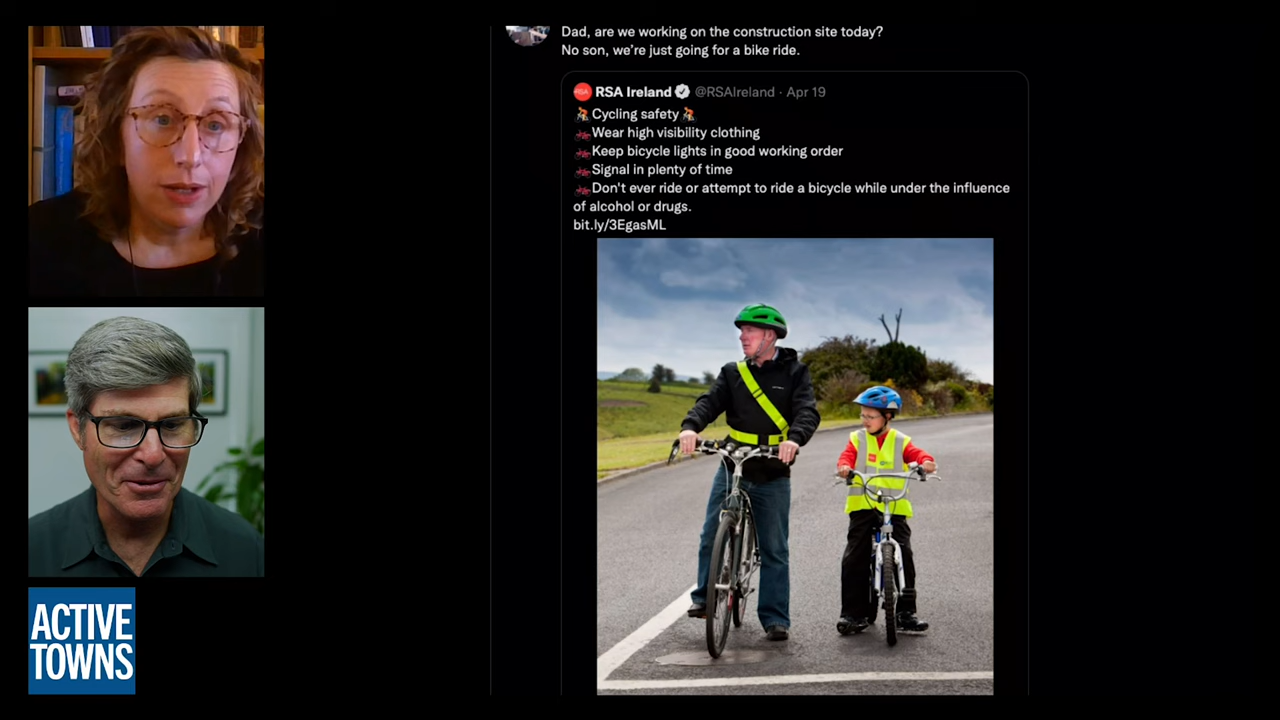 Dad, are we working on the construction site today?
No son, we're just going for a bike ride.
RSA Ireland @RSAIreland · Apr 19
Cycling safety
Wear high visibility clothing
Keep bicycle lights in good working order
Signal in plenty of time
Don't ever ride or attempt to ride a bicycle while under the influence
of alcohol or drugs.
bit.ly/3EgasML
ACTIVE
TOWNS